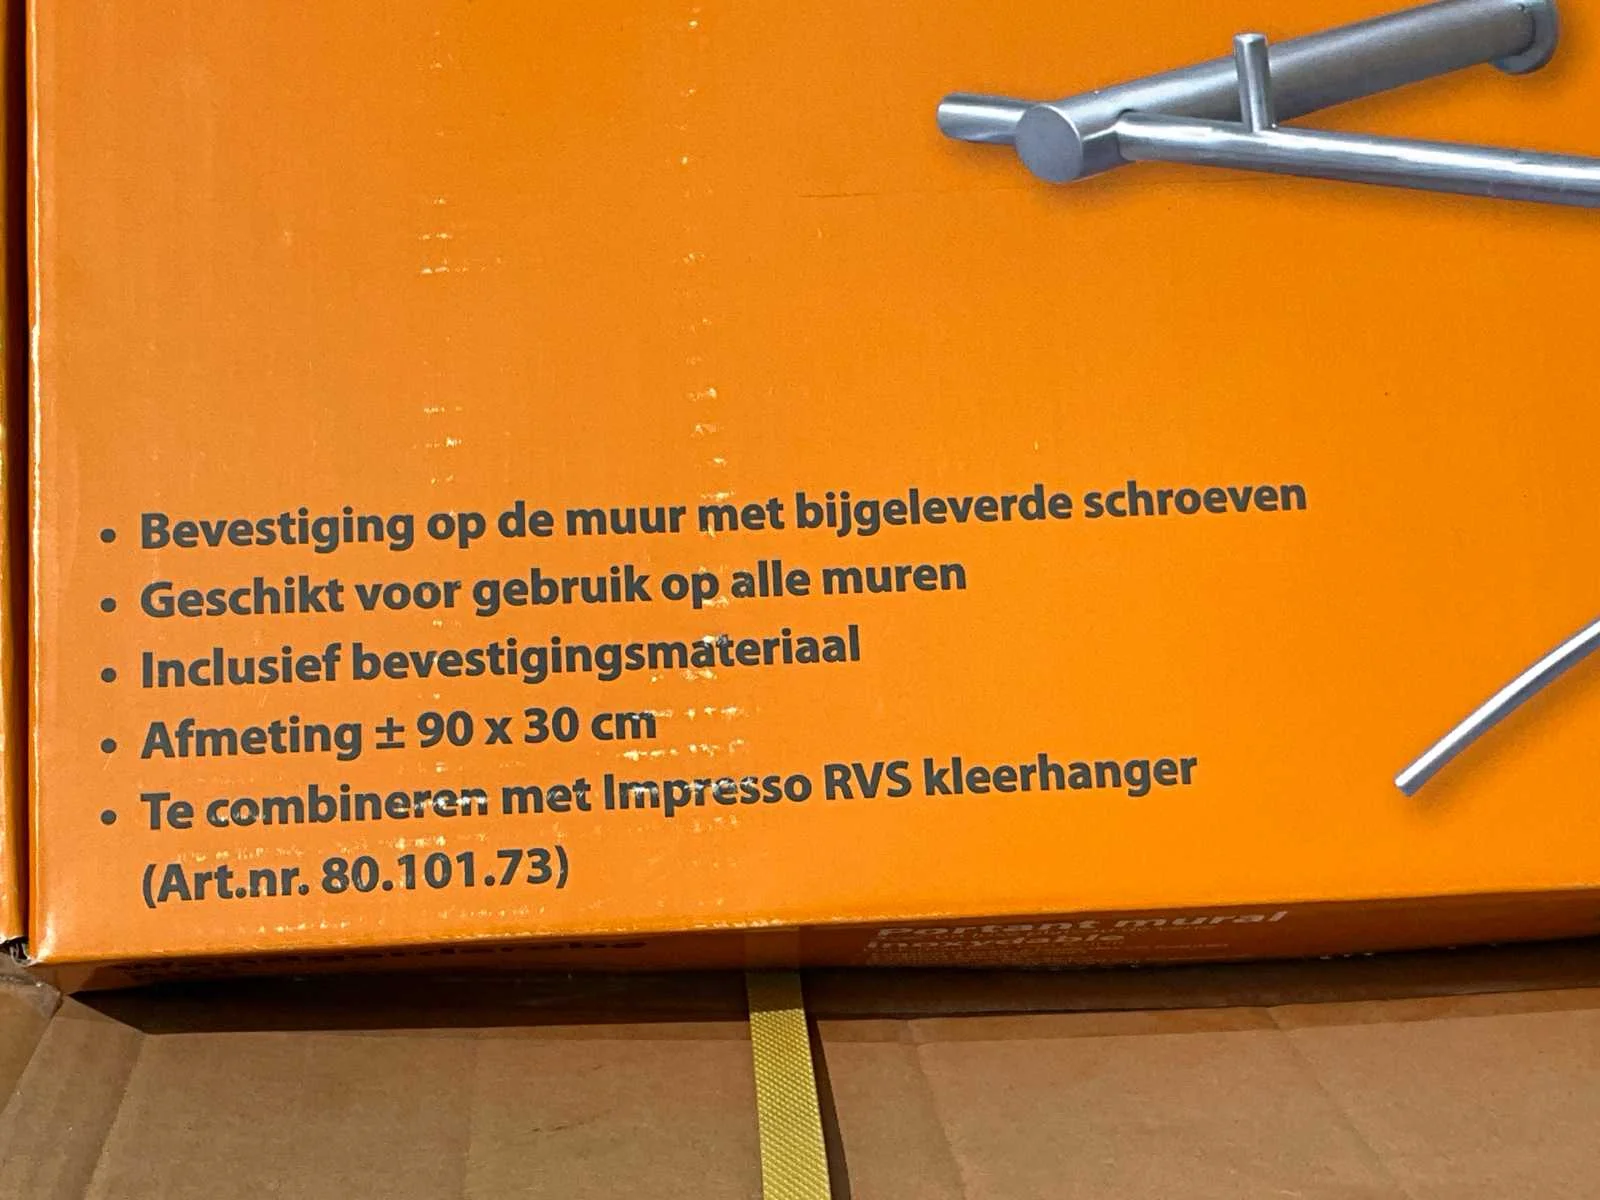 • Bevestiging op de muur met bijgeleverde schroeven
• Geschikt voor gebruik op alle muren
• Inclusief bevestigingsmateriaal
• Afmeting ± 90 x 30 cm
• Te combineren met Impresso RVS kleerhanger
(Art.nr. 80.101.73)
Portant mural
inoxydable